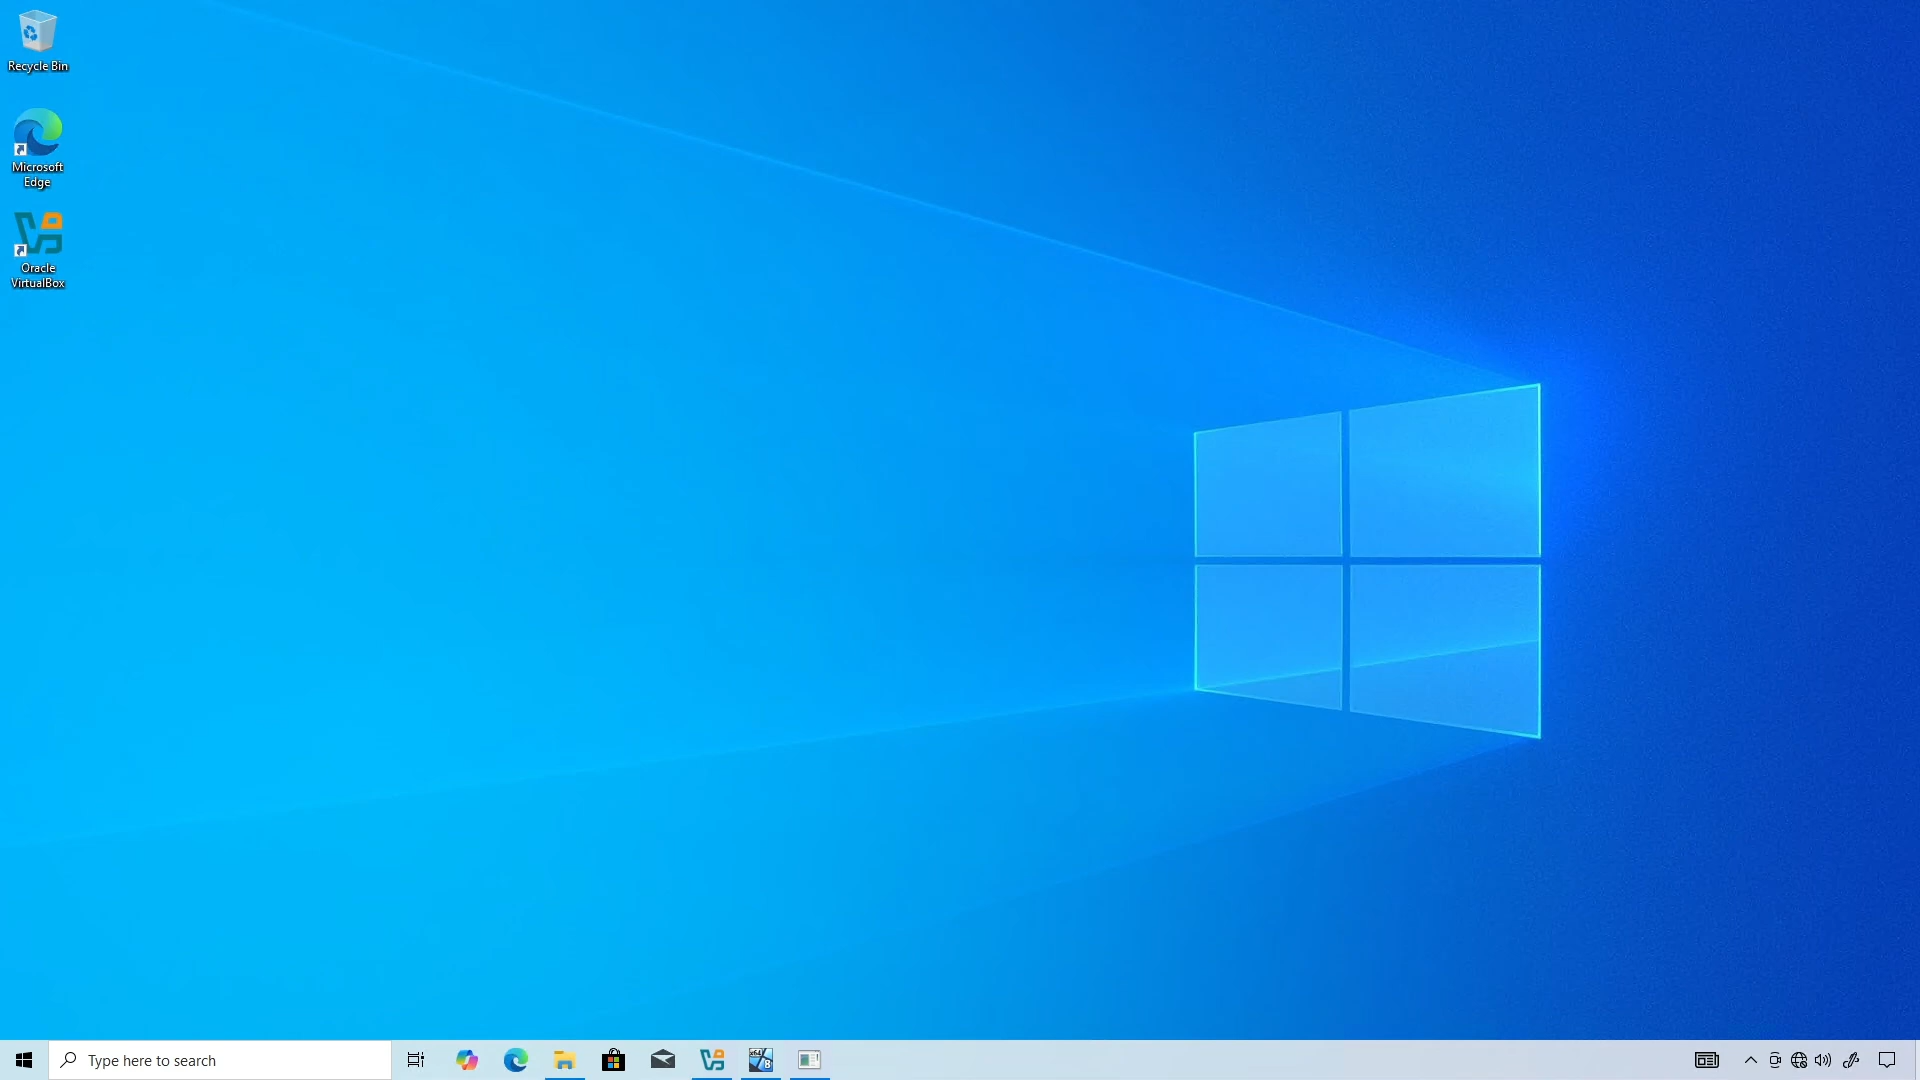 Recycle Bin
Microsoft
Edge
Oracle
VirtualBox
Type here to search